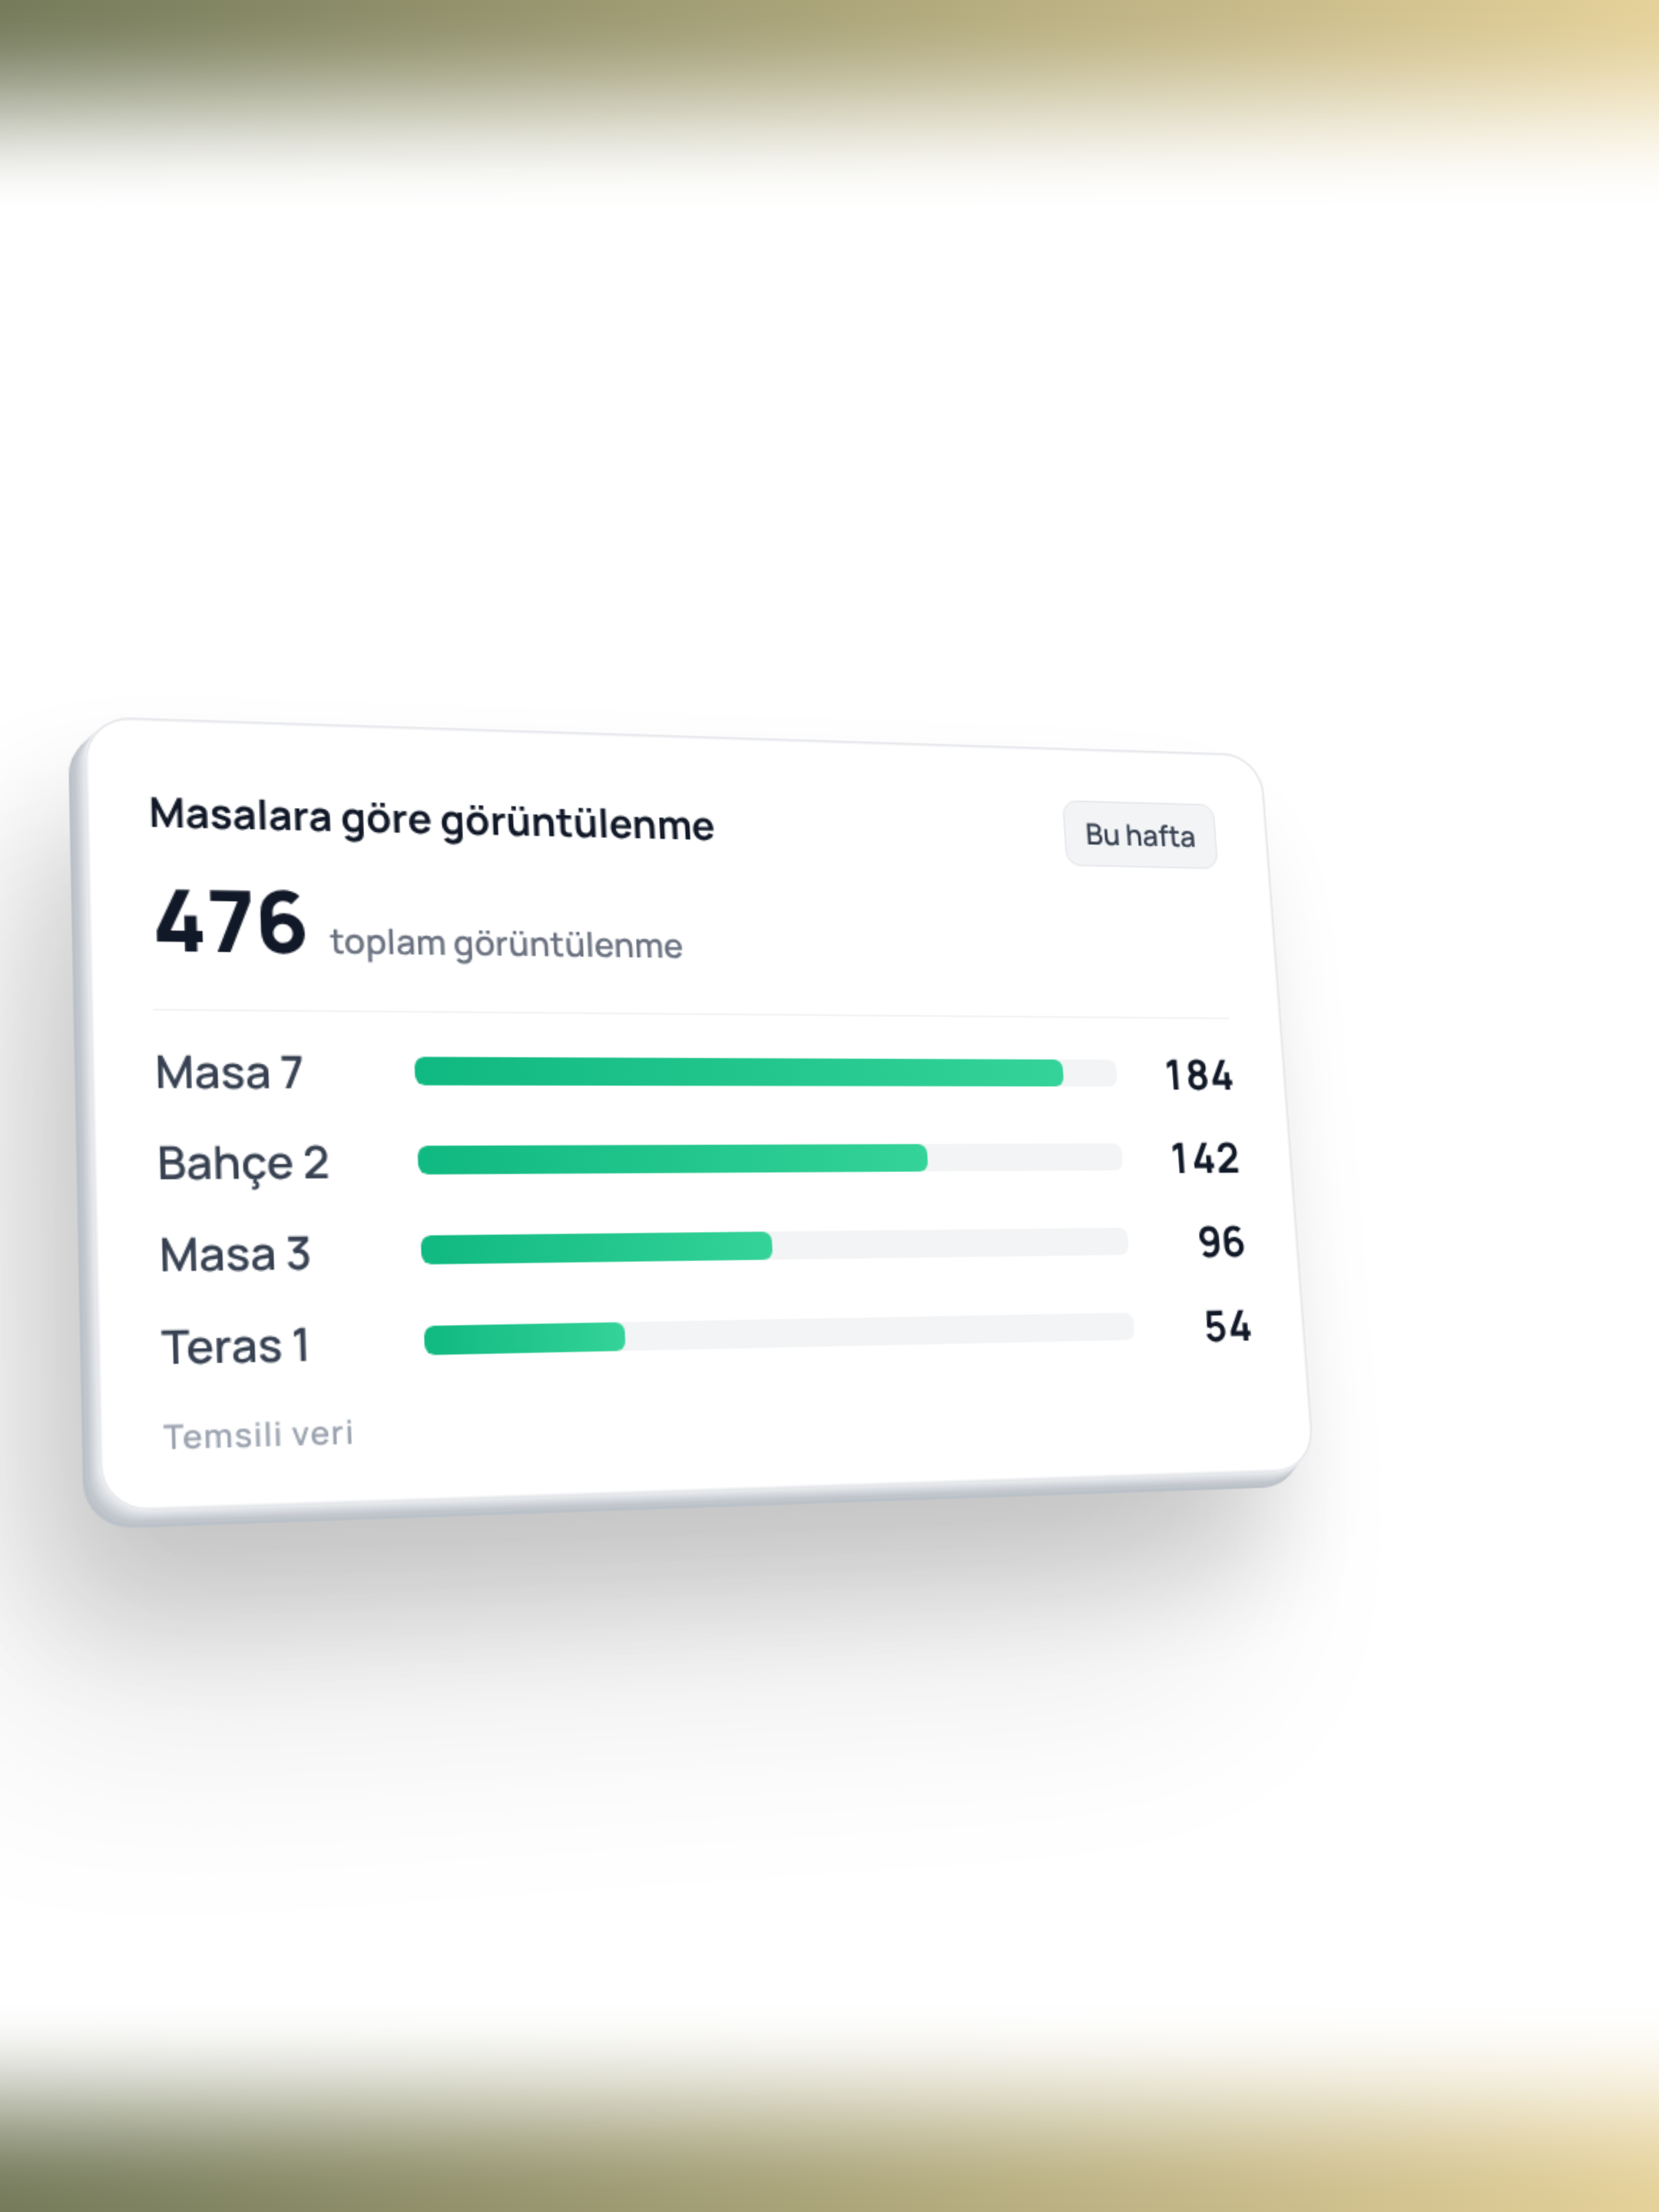 Masalara göre görüntülenme
Bu hafta
476 toplam görüntülenme
Masa 7 184
Bahçe 2 142
Masa 3 96
Teras 1 54
Temsili veri